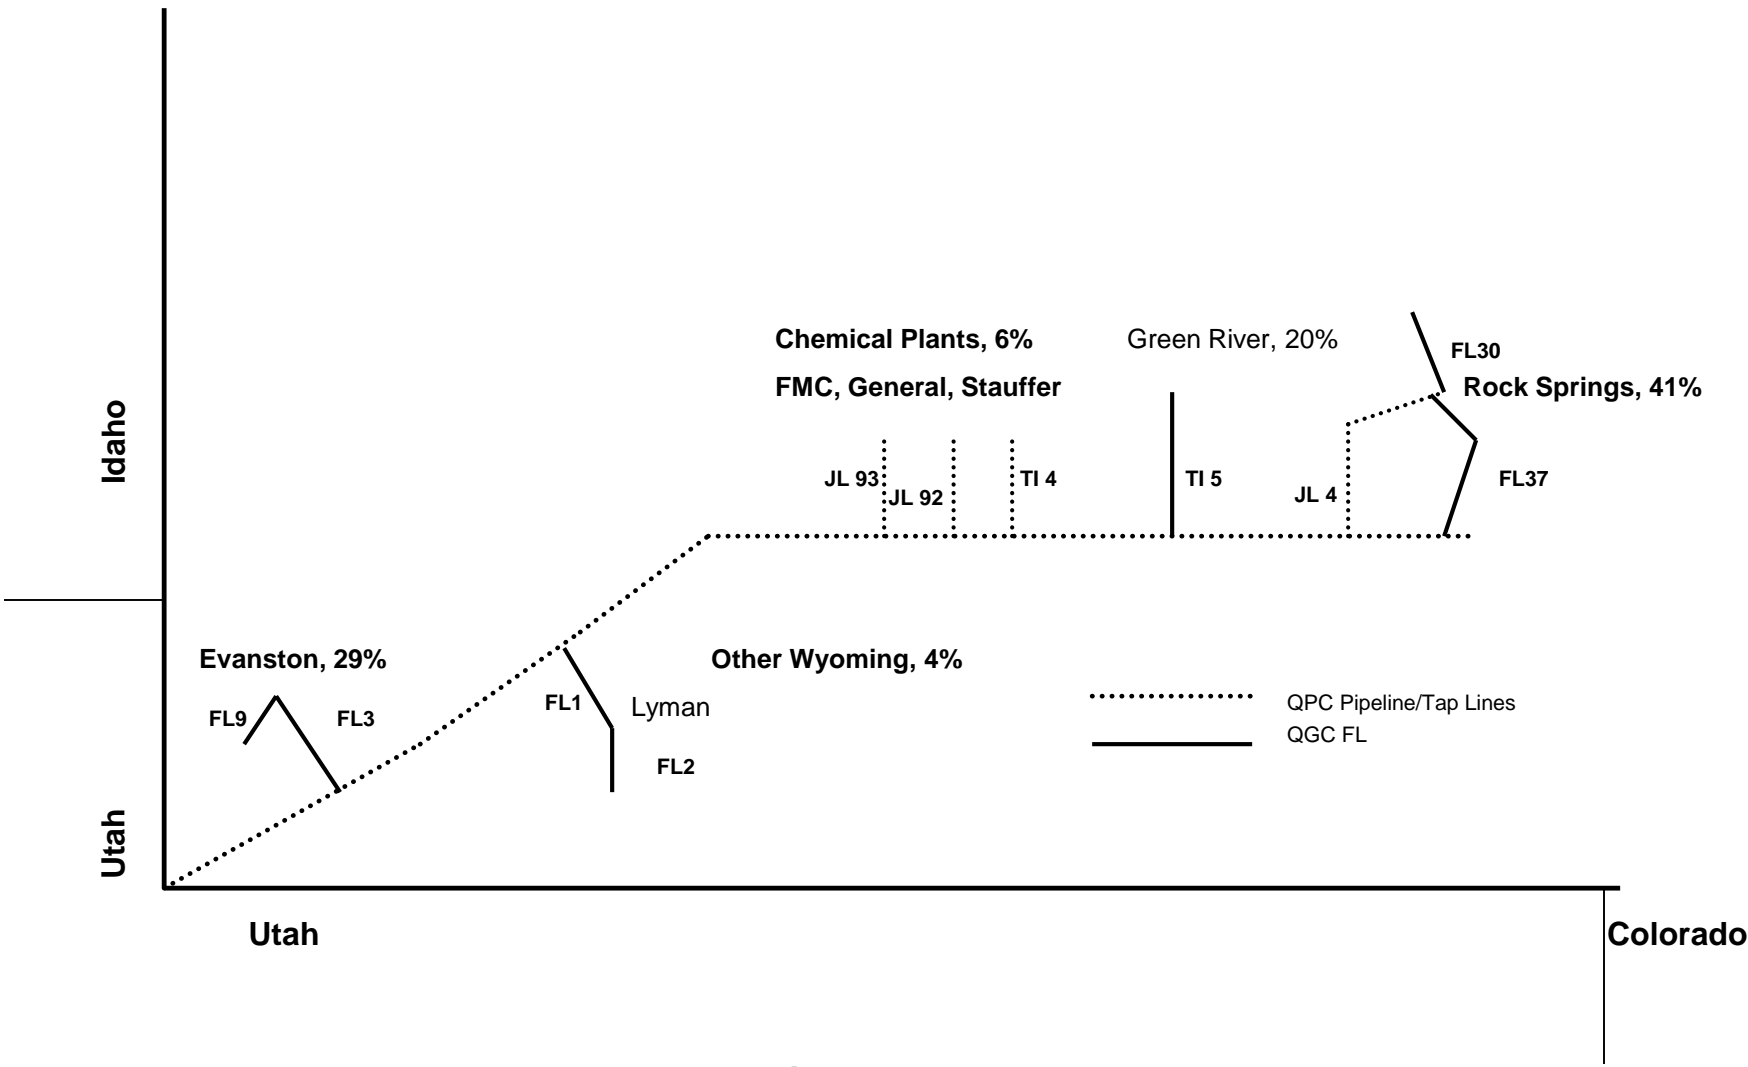 Chemical Plants, 6%
Green River, 20%
FL30
FMC, General, Stauffer
Rock Springs, 41%
Idaho
JL 93
JL 92
TI 4
TI 5
JL 4
FL37
Evanston, 29%
Other Wyoming, 4%
FL9
FL3
FL1
Lyman
QPC Pipeline/Tap Lines
QGC FL
FL2
Utah
Utah
Colorado